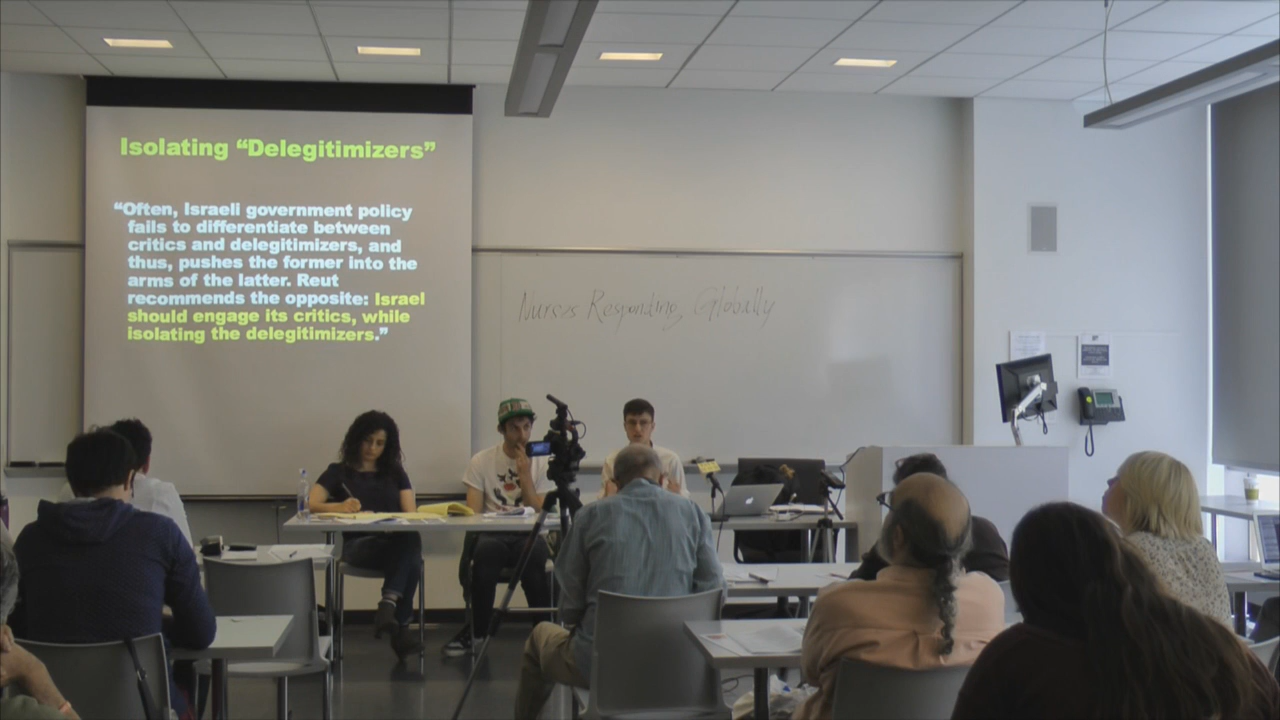 Isolating “Delegitimizers”
“Often, Israeli government policy
fails to differentiate between
critics and delegitimizers, and
thus, pushes the former into the
arms of the latter. Reut
recommends the opposite: Israel
should engage its critics, while
isolating the delegitimizers.”
Nurses Responding Globally